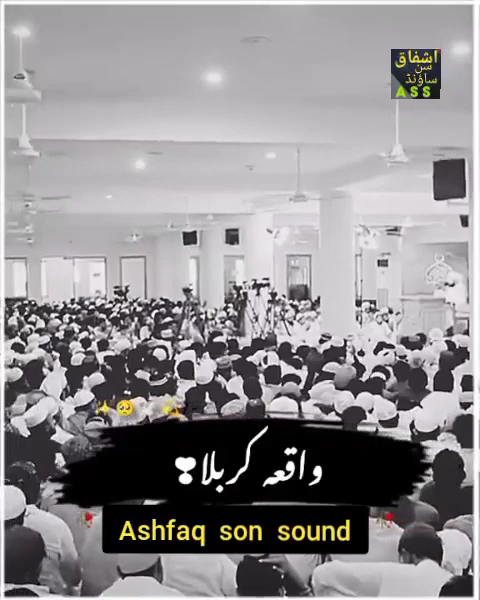 اشفاق
سن
ساؤنڈ
ASS
واقعہ کربلا
Ashfaq son sound